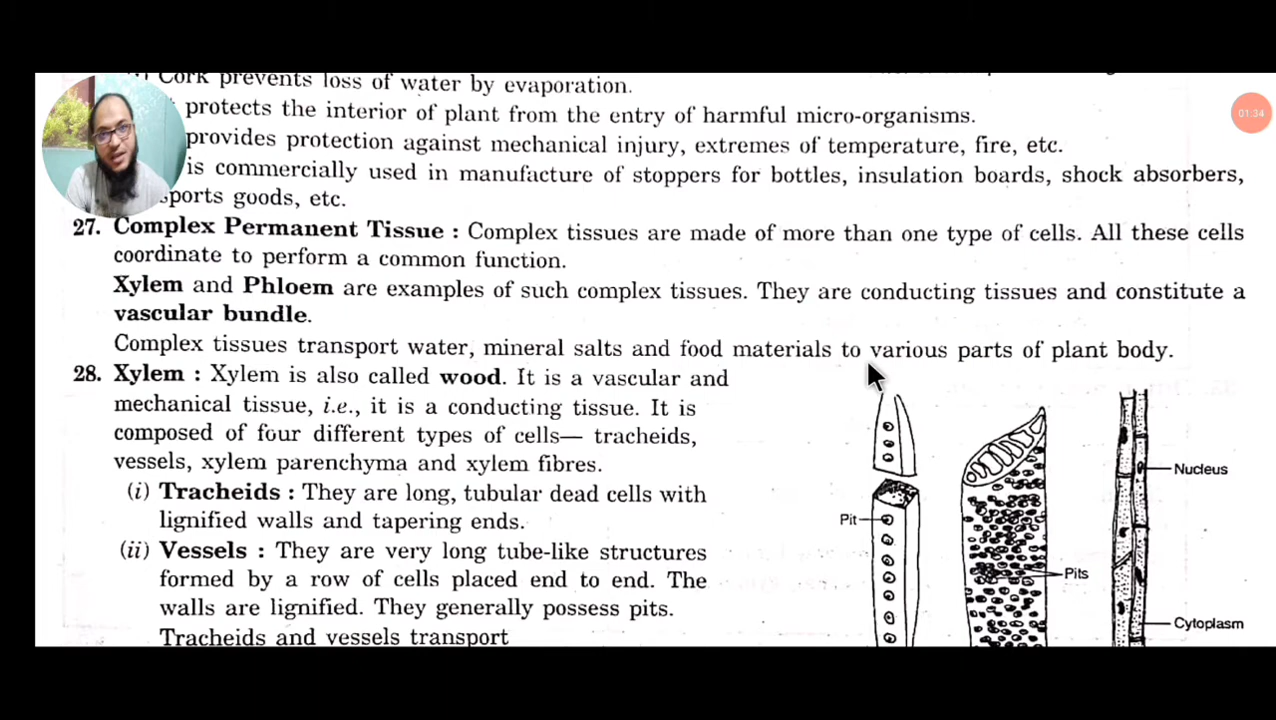 Cork prevents loss of water by evaporation.
protects the interior of plant from the entry of harmful micro-organisms.
01:34
provides protection against mechanical injury, extremes of temperature, fire, etc.
is commercially used in manufacture of stoppers for bottles, insulation boards, shock absorbers,
sports goods, etc.
27. Complex Permanent Tissue : Complex tissues are made of more than one type of cells. All these cells
coordinate to perform a common function.
Xylem and Phloem are examples of such complex tissues. They are conducting tissues and constitute a
vascular bundle.
Complex tissues transport water, mineral salts and food materials to various parts of plant body.
28. Xylem : Xylem is also called wood. It is a vascular and
mechanical tissue, i.e., it is a conducting tissue. It is
composed of four different types of cells— tracheids,
vessels, xylem parenchyma and xylem fibres.
(i) Tracheids : They are long, tubular dead cells with
lignified walls and tapering ends.
(ii) Vessels : They are very long tube-like structures
formed by a row of cells placed end to end. The
walls are lignified. They generally possess pits.
Tracheids and vessels transport
Nucleus
Pit
Pits
Cytoplasm